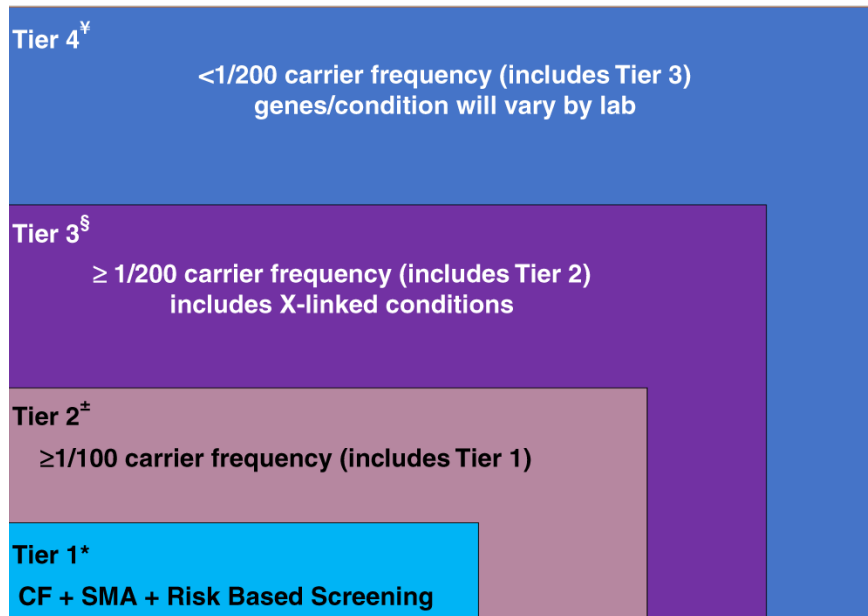 Tier 4¥
<1/200 carrier frequency (includes Tier 3)
genes/condition will vary by lab
Tier 3§
≥ 1/200 carrier frequency (includes Tier 2)
includes X-linked conditions
Tier 2±
≥1/100 carrier frequency (includes Tier 1)
Tier 1*
CF + SMA + Risk Based Screening